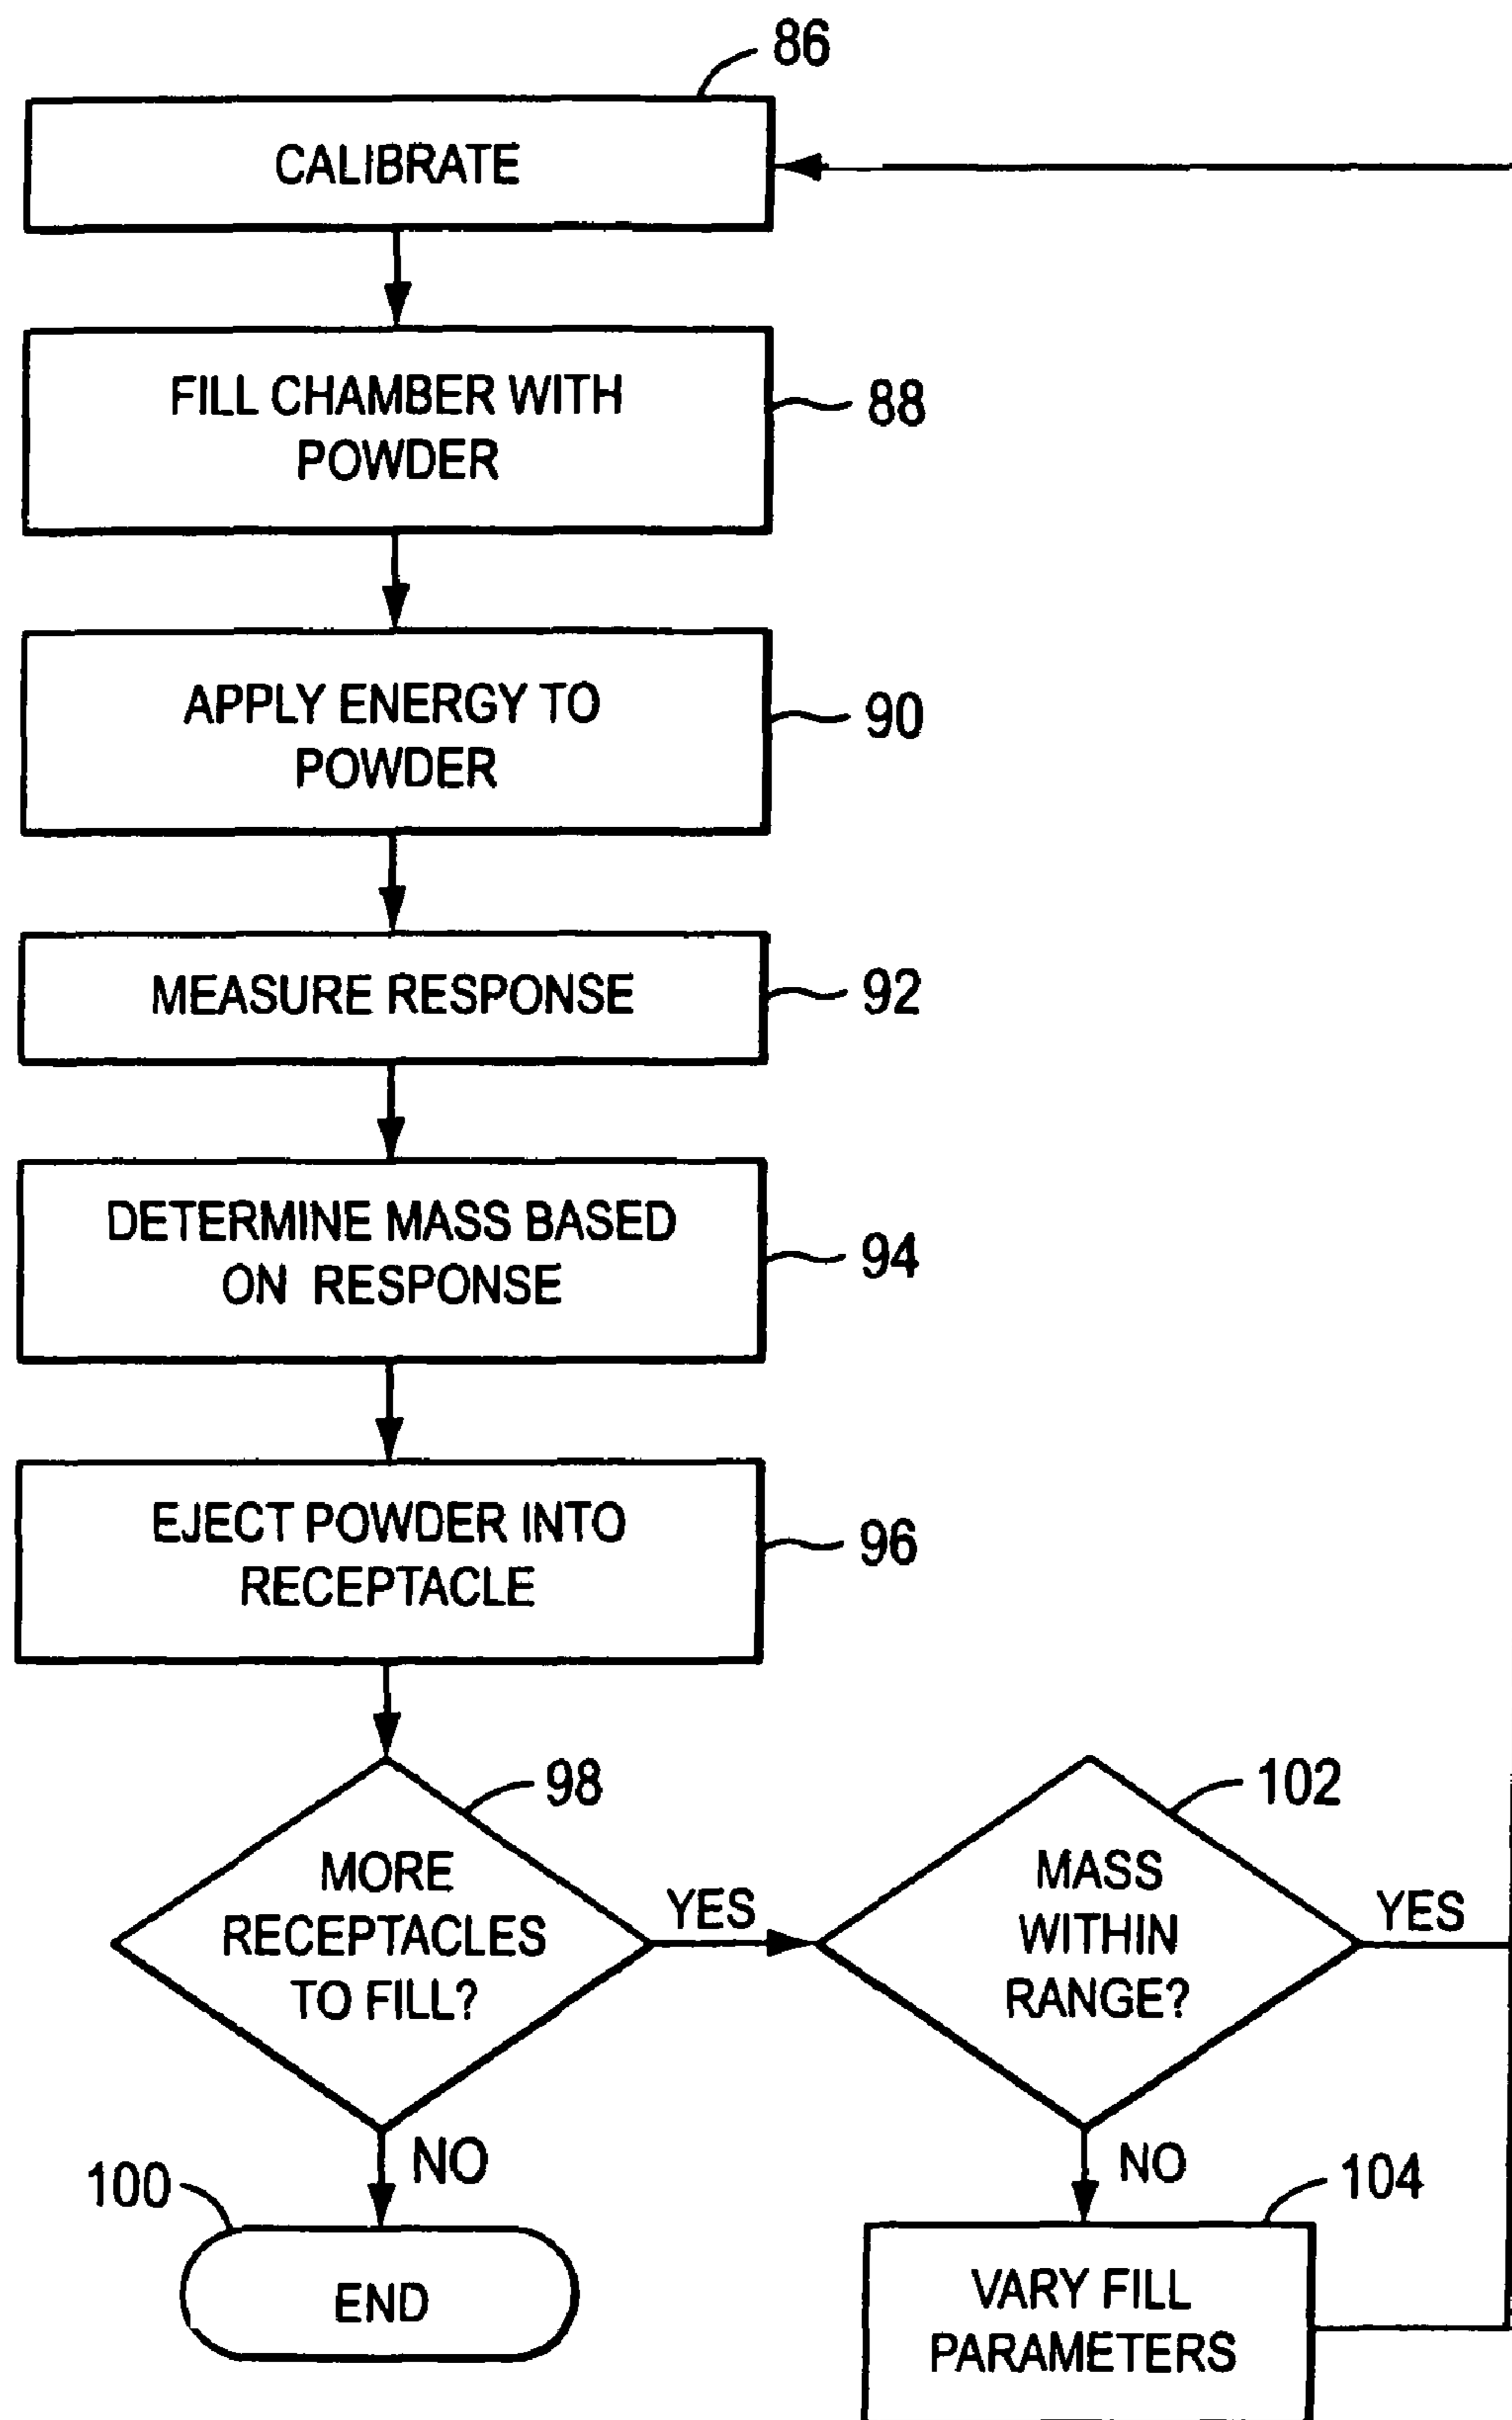 86
CALIBRATE
FILL CHAMBER WITH
POWDER
88
APPLY ENERGY TO
POWDER
90
MEASURE RESPONSE
92
DETERMINE MASS BASED
ON RESPONSE
94
EJECT POWDER INTO
RECEPTACLE
96
98
MORE
RECEPTACLES
TO FILL?
YES
102
MASS
WITHIN
RANGE?
YES
NO
100
END
NO
104
VARY FILL
PARAMETERS